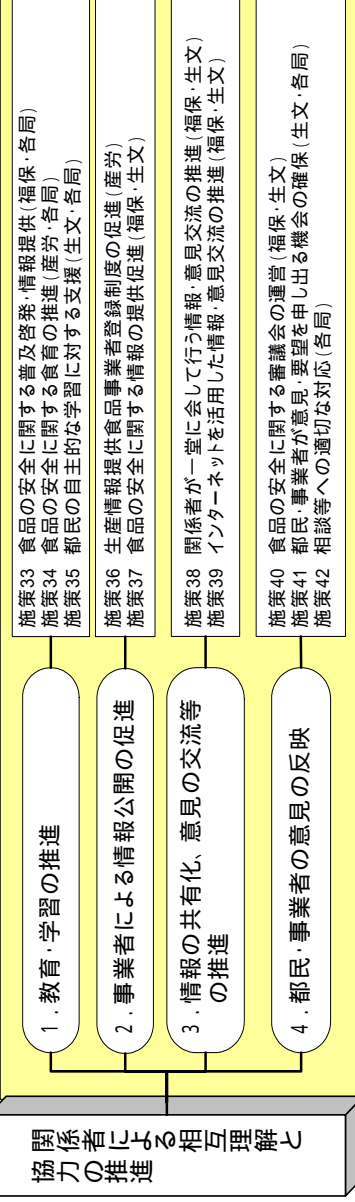 関係者による相互理解と
協力の推進
1．教育・学習の推進
施策33 食品の安全に関する普及啓発・情報提供(福保・各局)
施策34 食品の安全に関する食育の推進(産労・各局)
施策35 都民の自主的な学習に対する支援(生文・各局)
2．事業者による情報公開の促進
施策36 生産情報提供食品事業者登録制度の促進(産労)
施策37 食品の安全に関する情報の提供促進(福保・生文)
3．情報の共有化、意見の交流等
の推進
施策38 関係者が一堂に会して行う情報・意見交流の推進(福保・生文)
施策39 インターネットを活用した情報・意見交流の推進(福保・生文)
4．都民・事業者の意見の反映
施策40 食品の安全に関する審議会の運営(福保・生文)
施策41 都民・事業者が意見・要望を申し出る機会の確保(生文・各局)
施策42 相談等への適切な対応(各局)